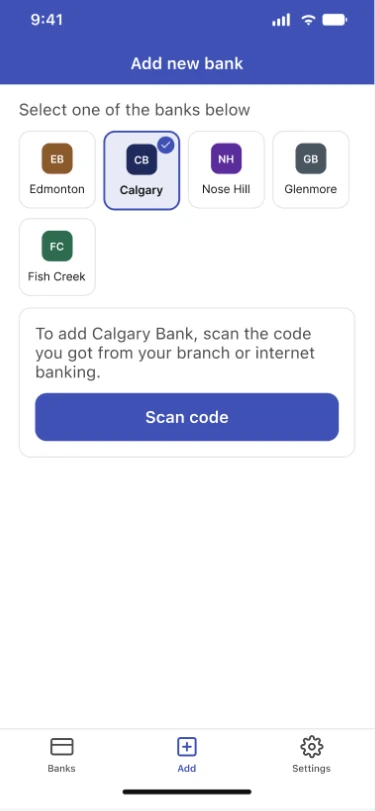 9:41
Add new bank
Select one of the banks below
EB
Edmonton
CB
Calgary
NH
Nose Hill
GB
Glenmore
FC
Fish Creek
To add Calgary Bank, scan the code
you got from your branch or internet
banking.
Scan code
Banks
Add
Settings